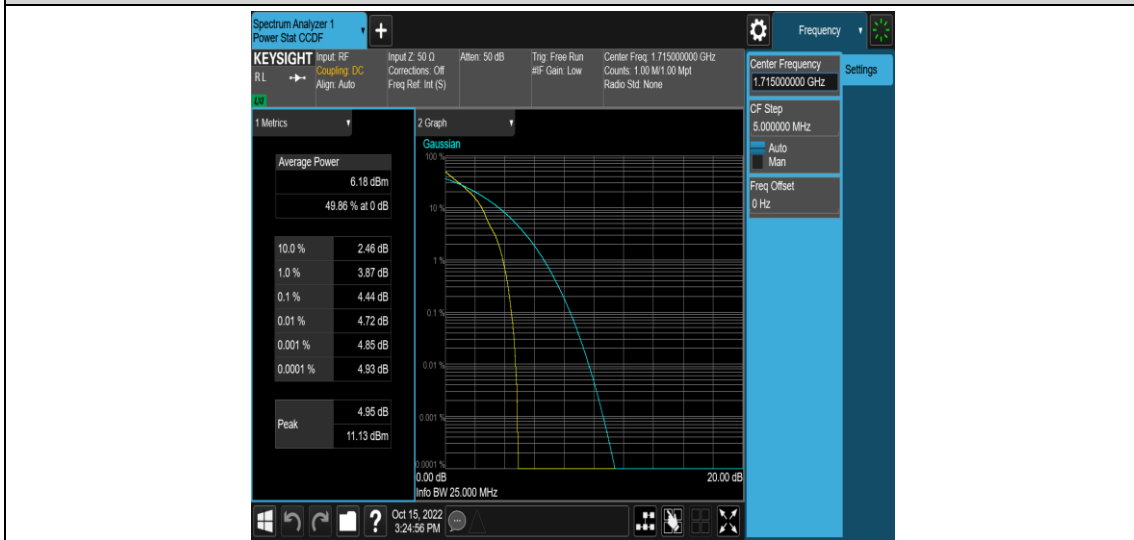 Spectrum Analyzer 1
Power Stat CCDF
Frequency
KEYSIGHT
RL
LXI
Input: RF
Coupling: DC
Align: Auto
Input Z: 50 Ω
Corrections: Off
Freq Ref: Int (S)
Atten: 50 dB
Trig: Free Run
#IF Gain: Low
Center Freq: 1.715000000 GHz
Counts: 1.00 M/1.00 Mpt
Radio Std: None
Center Frequency
1.715000000 GHz
Settings
CF Step
5.000000 MHz
Auto
Man
Freq Offset
0 Hz
1 Metrics
Average Power
6.18 dBm
49.86 % at 0 dB
10.0 % 2.46 dB
1.0 % 3.87 dB
0.1 % 4.44 dB
0.01 % 4.72 dB
0.001 % 4.85 dB
0.0001 % 4.93 dB
Peak 4.95 dB
11.13 dBm
2 Graph
Gaussian
100 %
10 %
1 %
0.1 %
0.01 %
0.001 %
0.0001 %
0.00 dB 20.00 dB
Info BW 25.000 MHz
?
Oct 15, 2022
3:24:56 PM